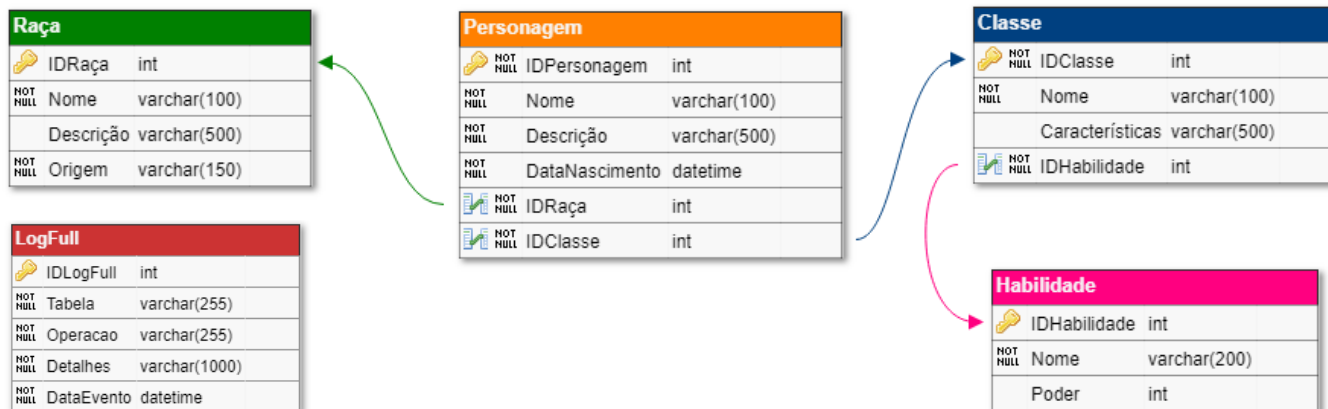 Raça
IDRaça int
NOT NULL Nome varchar(100)
Descrição varchar(500)
NOT NULL Origem varchar(150)
Personagem
NOT NULL IDPersonagem int
NOT NULL Nome varchar(100)
NOT NULL Descrição varchar(500)
NOT NULL DataNascimento datetime
NOT NULL IDRaça int
NOT NULL IDClasse int
Classe
NOT NULL IDClasse int
NOT NULL Nome varchar(100)
Características varchar(500)
NOT NULL IDHabilidade int
LogFull
IDLogFull int
NOT NULL Tabela varchar(255)
NOT NULL Operacao varchar(255)
NOT NULL Detalhes varchar(1000)
NOT NULL DataEvento datetime
Habilidade
IDHabilidade int
NOT NULL Nome varchar(200)
Poder int